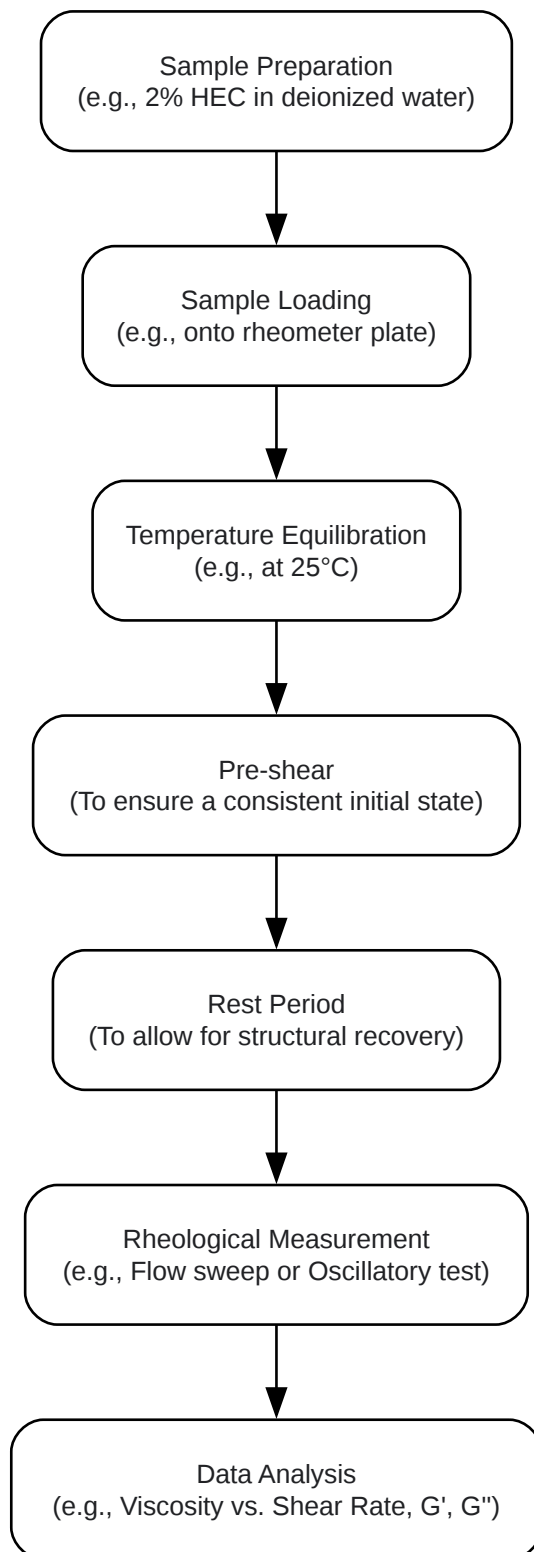 Sample Preparation
(e.g., 2% HEC in deionized water)
Sample Loading
(e.g., onto rheometer plate)
Temperature Equilibration
(e.g., at 25°C)
Pre-shear
(To ensure a consistent initial state)
Rest Period
(To allow for structural recovery)
Rheological Measurement
(e.g., Flow sweep or Oscillatory test)
Data Analysis
(e.g., Viscosity vs. Shear Rate, G', G'')